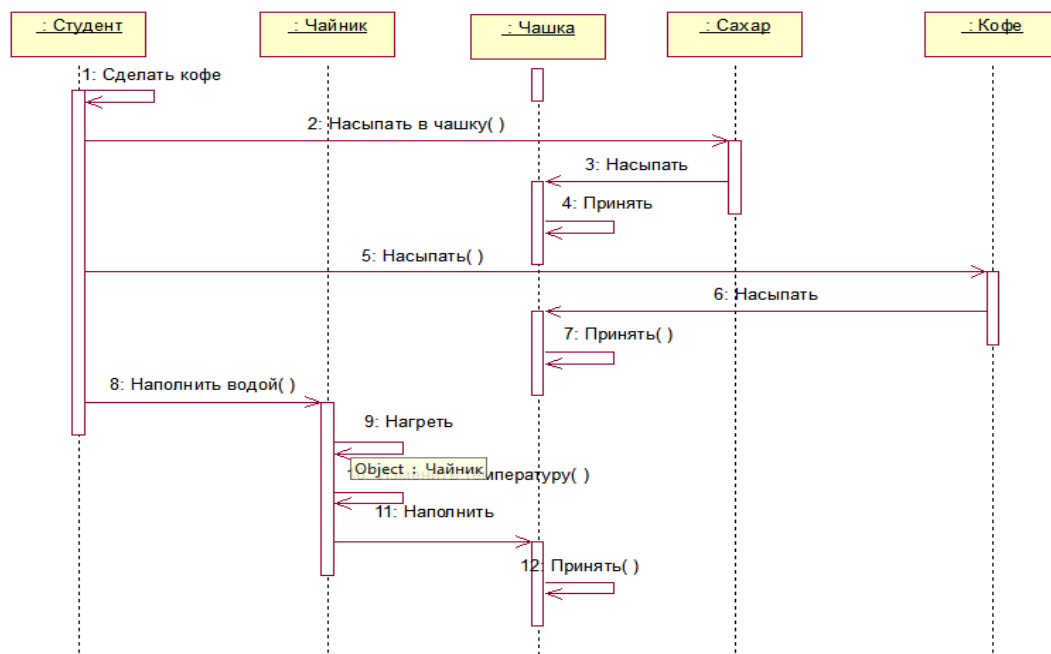 : Студент
: Чайник
: Чашка
: Сахар
: Кофе
1: Сделать кофе
2: Насыпать в чашку( )
3: Насыпать
4: Принять
5: Насыпать( )
6: Насыпать
7: Принять( )
8: Наполнить водой( )
9: Нагреть
Object : Чайник
11: Наполнить
12: Принять( )